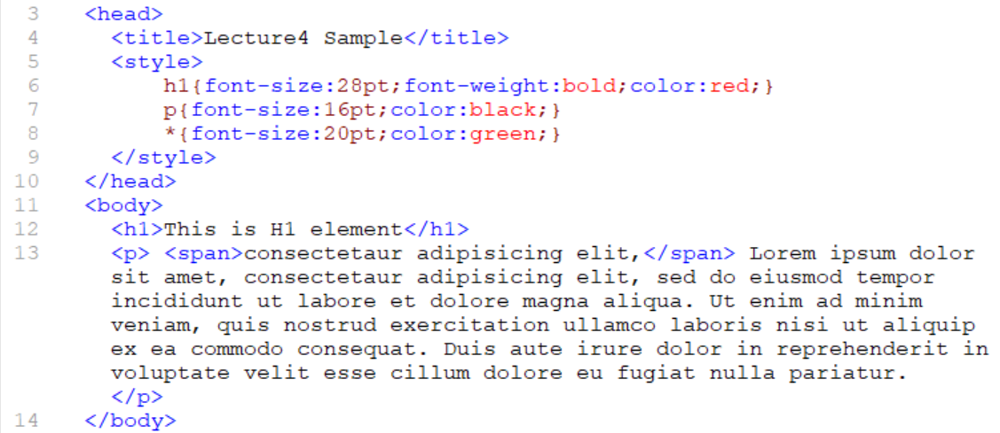 3 <head>
4 <title>Lecture4 Sample</title>
5 <style>
6 h1{font-size:28pt;font-weight:bold;color:red;}
7 p{font-size:16pt;color:black;}
8 *{font-size:20pt;color:green;}
9 </style>
10 </head>
11 <body>
12 <h1>This is H1 element</h1>
13 <p> <span>consectetaur adipisicing elit,</span> Lorem ipsum dolor
sit amet, consectetaur adipisicing elit, sed do eiusmod tempor
incididunt ut labore et dolore magna aliqua. Ut enim ad minim
veniam, quis nostrud exercitation ullamco laboris nisi ut aliquip
ex ea commodo consequat. Duis aute irure dolor in reprehenderit in
voluptate velit esse cillum dolore eu fugiat nulla pariatur.
</p>
14 </body>